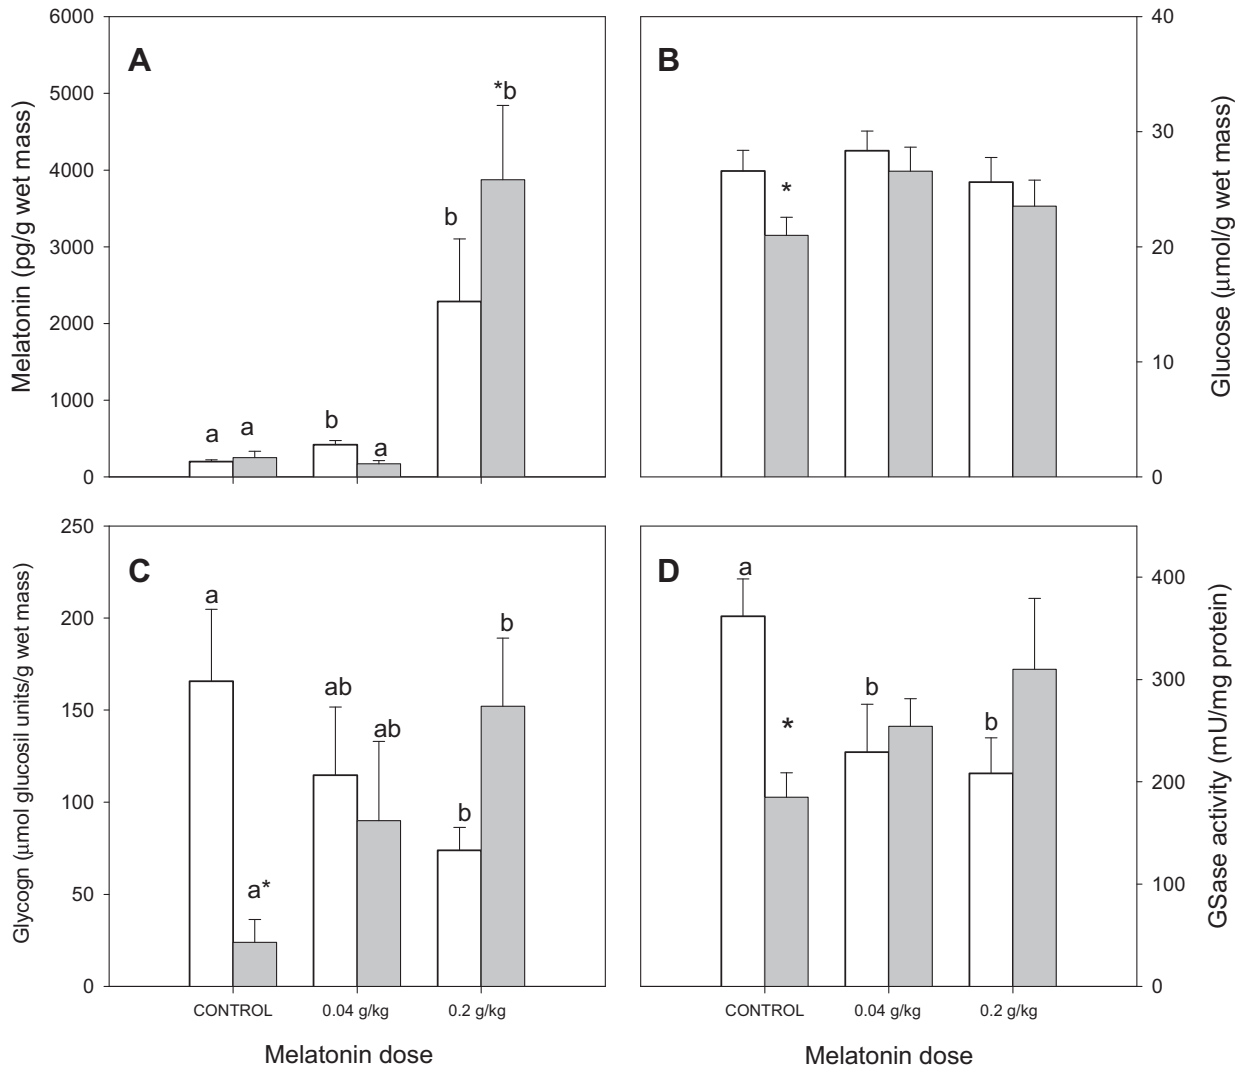 A
Melatonin (pg/g wet mass)
6000
5000
4000
3000
2000
1000
0
a
a
b
a
b
*b
B
*
Glucose (μmol/g wet mass)
40
30
20
10
0
C
Glycogn (μmol glucosil units/g wet mass)
250
200
150
100
50
0
a
a*
ab
ab
b
b
CONTROL
0.04 g/kg
0.2 g/kg
Melatonin dose
D
a
*
b
b
GSase activity (mU/mg protein)
400
300
200
100
0
CONTROL
0.04 g/kg
0.2 g/kg
Melatonin dose